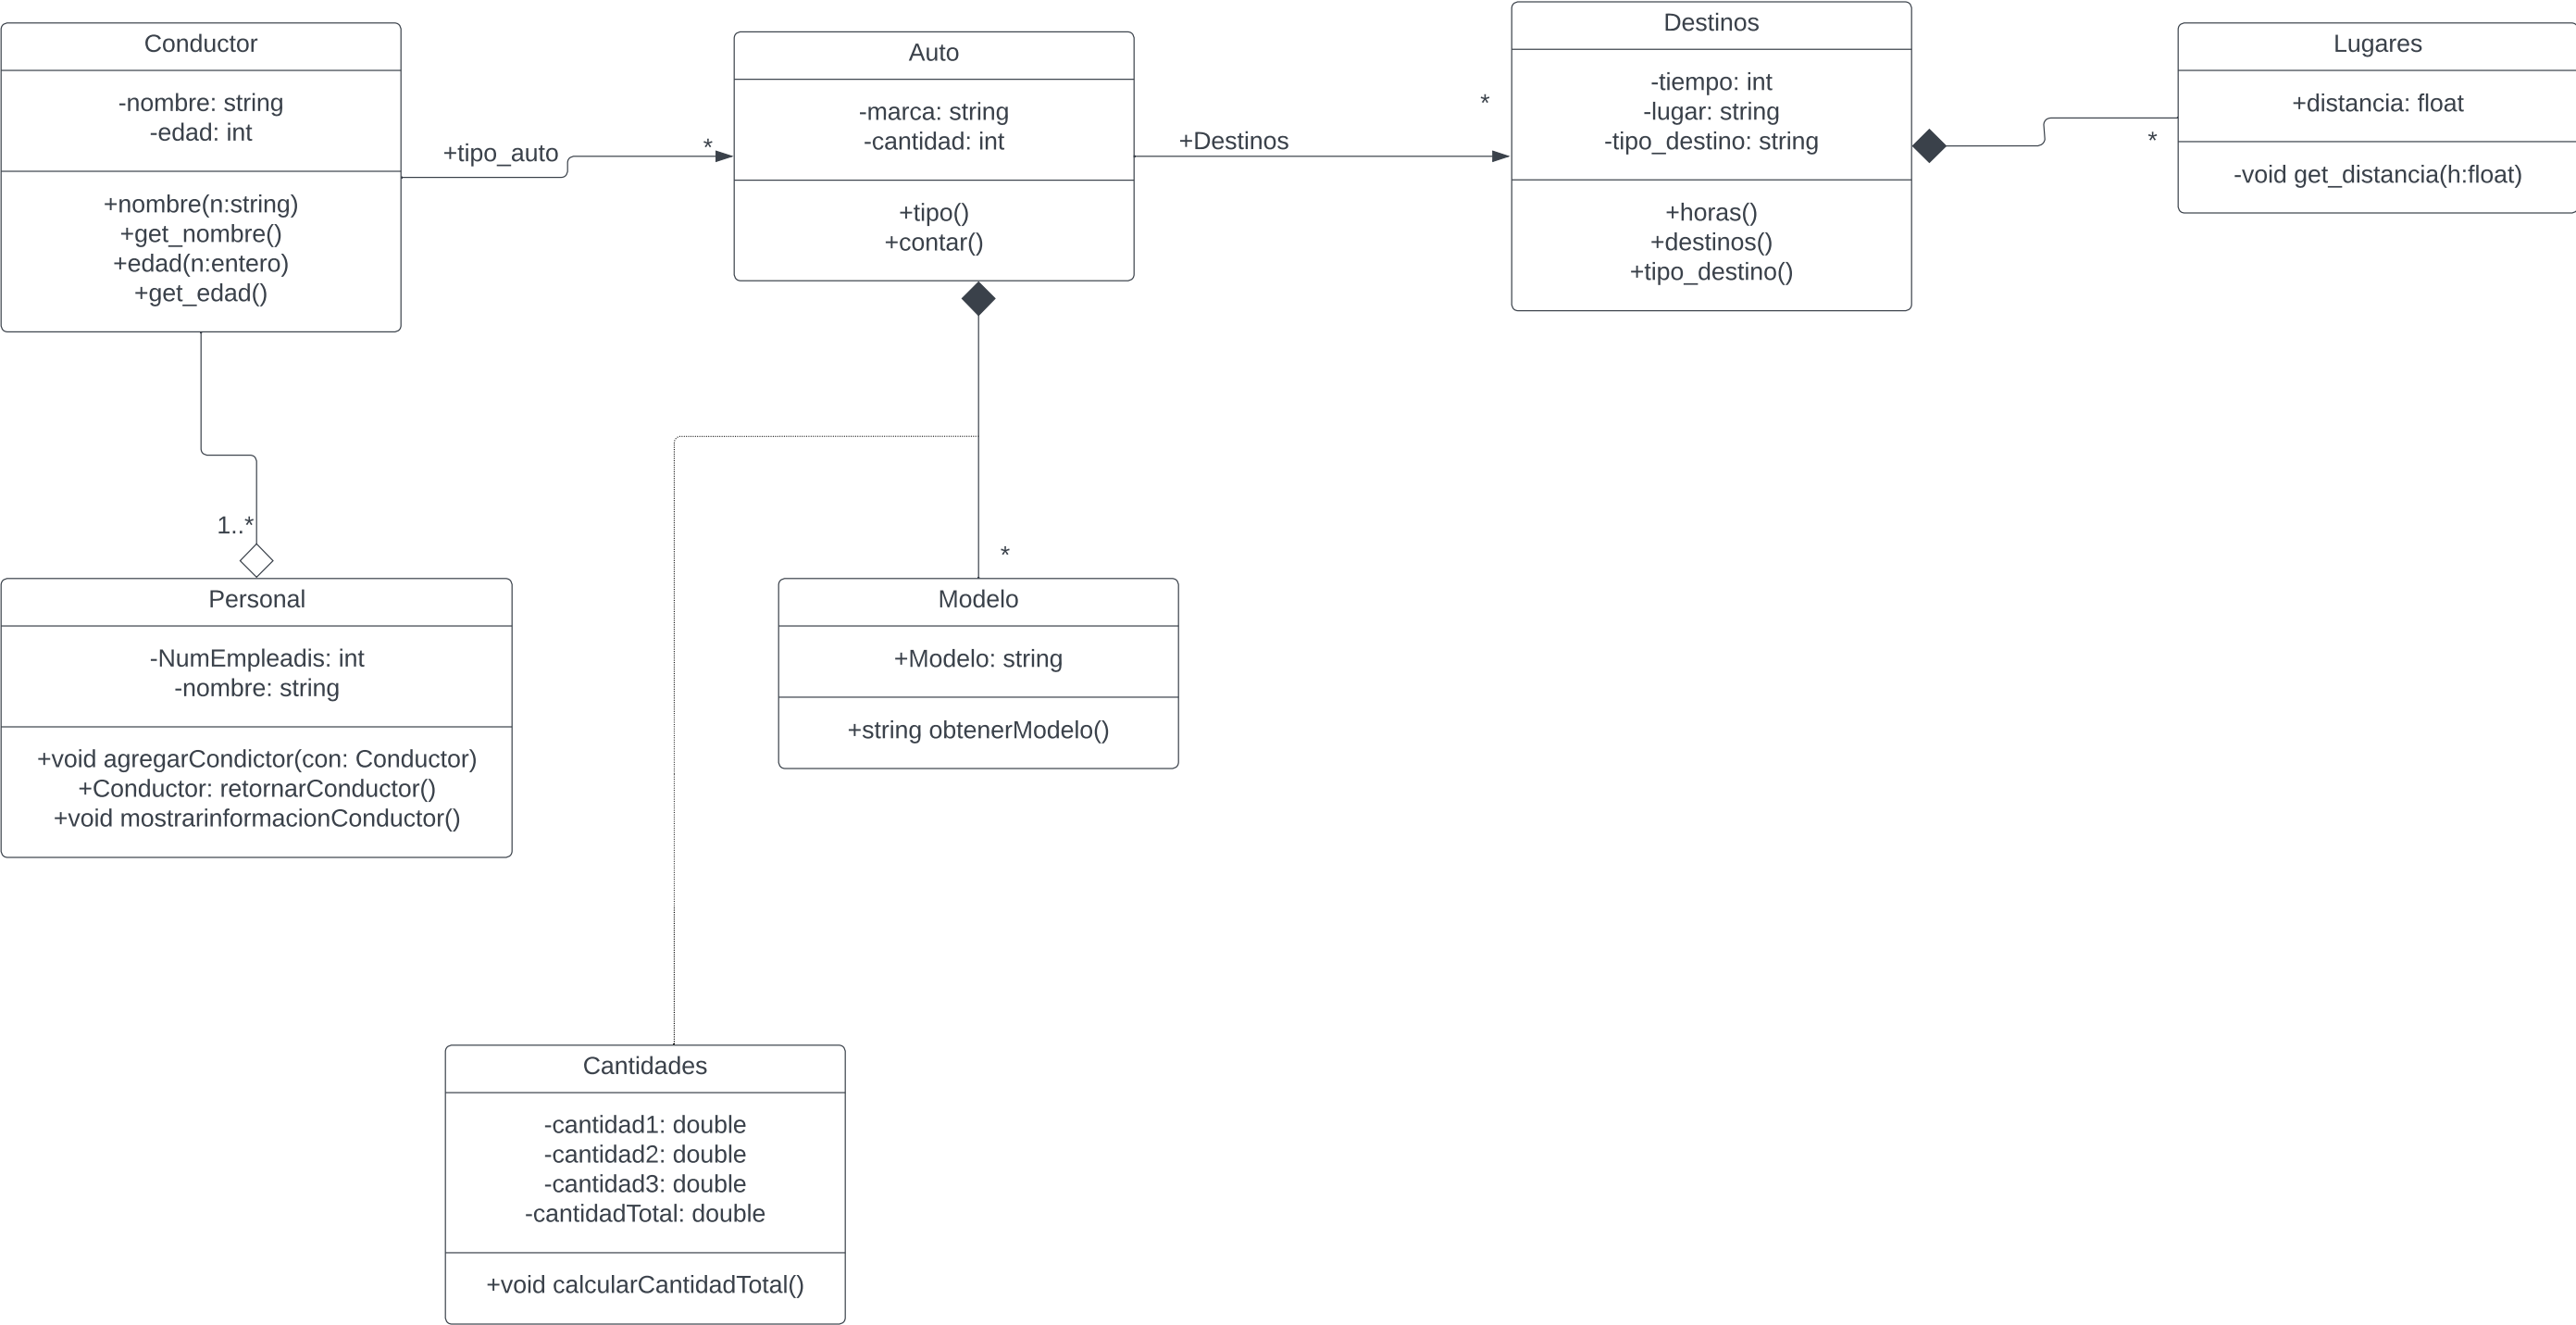 Conductor
-nombre: string
-edad: int
+nombre(n:string)
+get_nombre()
+edad(n:entero)
+get_edad()
+tipo_auto
*
Auto
-marca: string
-cantidad: int
+tipo()
+contar()
+Destinos
*
Destinos
-tiempo: int
-lugar: string
-tipo_destino: string
+horas()
+destinos()
+tipo_destino()
*
Lugares
+distancia: float
-void get_distancia(h:float)
1..*
Personal
-NumEmpleadis: int
-nombre: string
+void agregarCondictor(con: Conductor)
+Conductor: retornarConductor()
+void mostrarinformacionConductor()
*
Modelo
+Modelo: string
+string obtenerModelo()
Cantidades
-cantidad1: double
-cantidad2: double
-cantidad3: double
-cantidadTotal: double
+void calcularCantidadTotal()